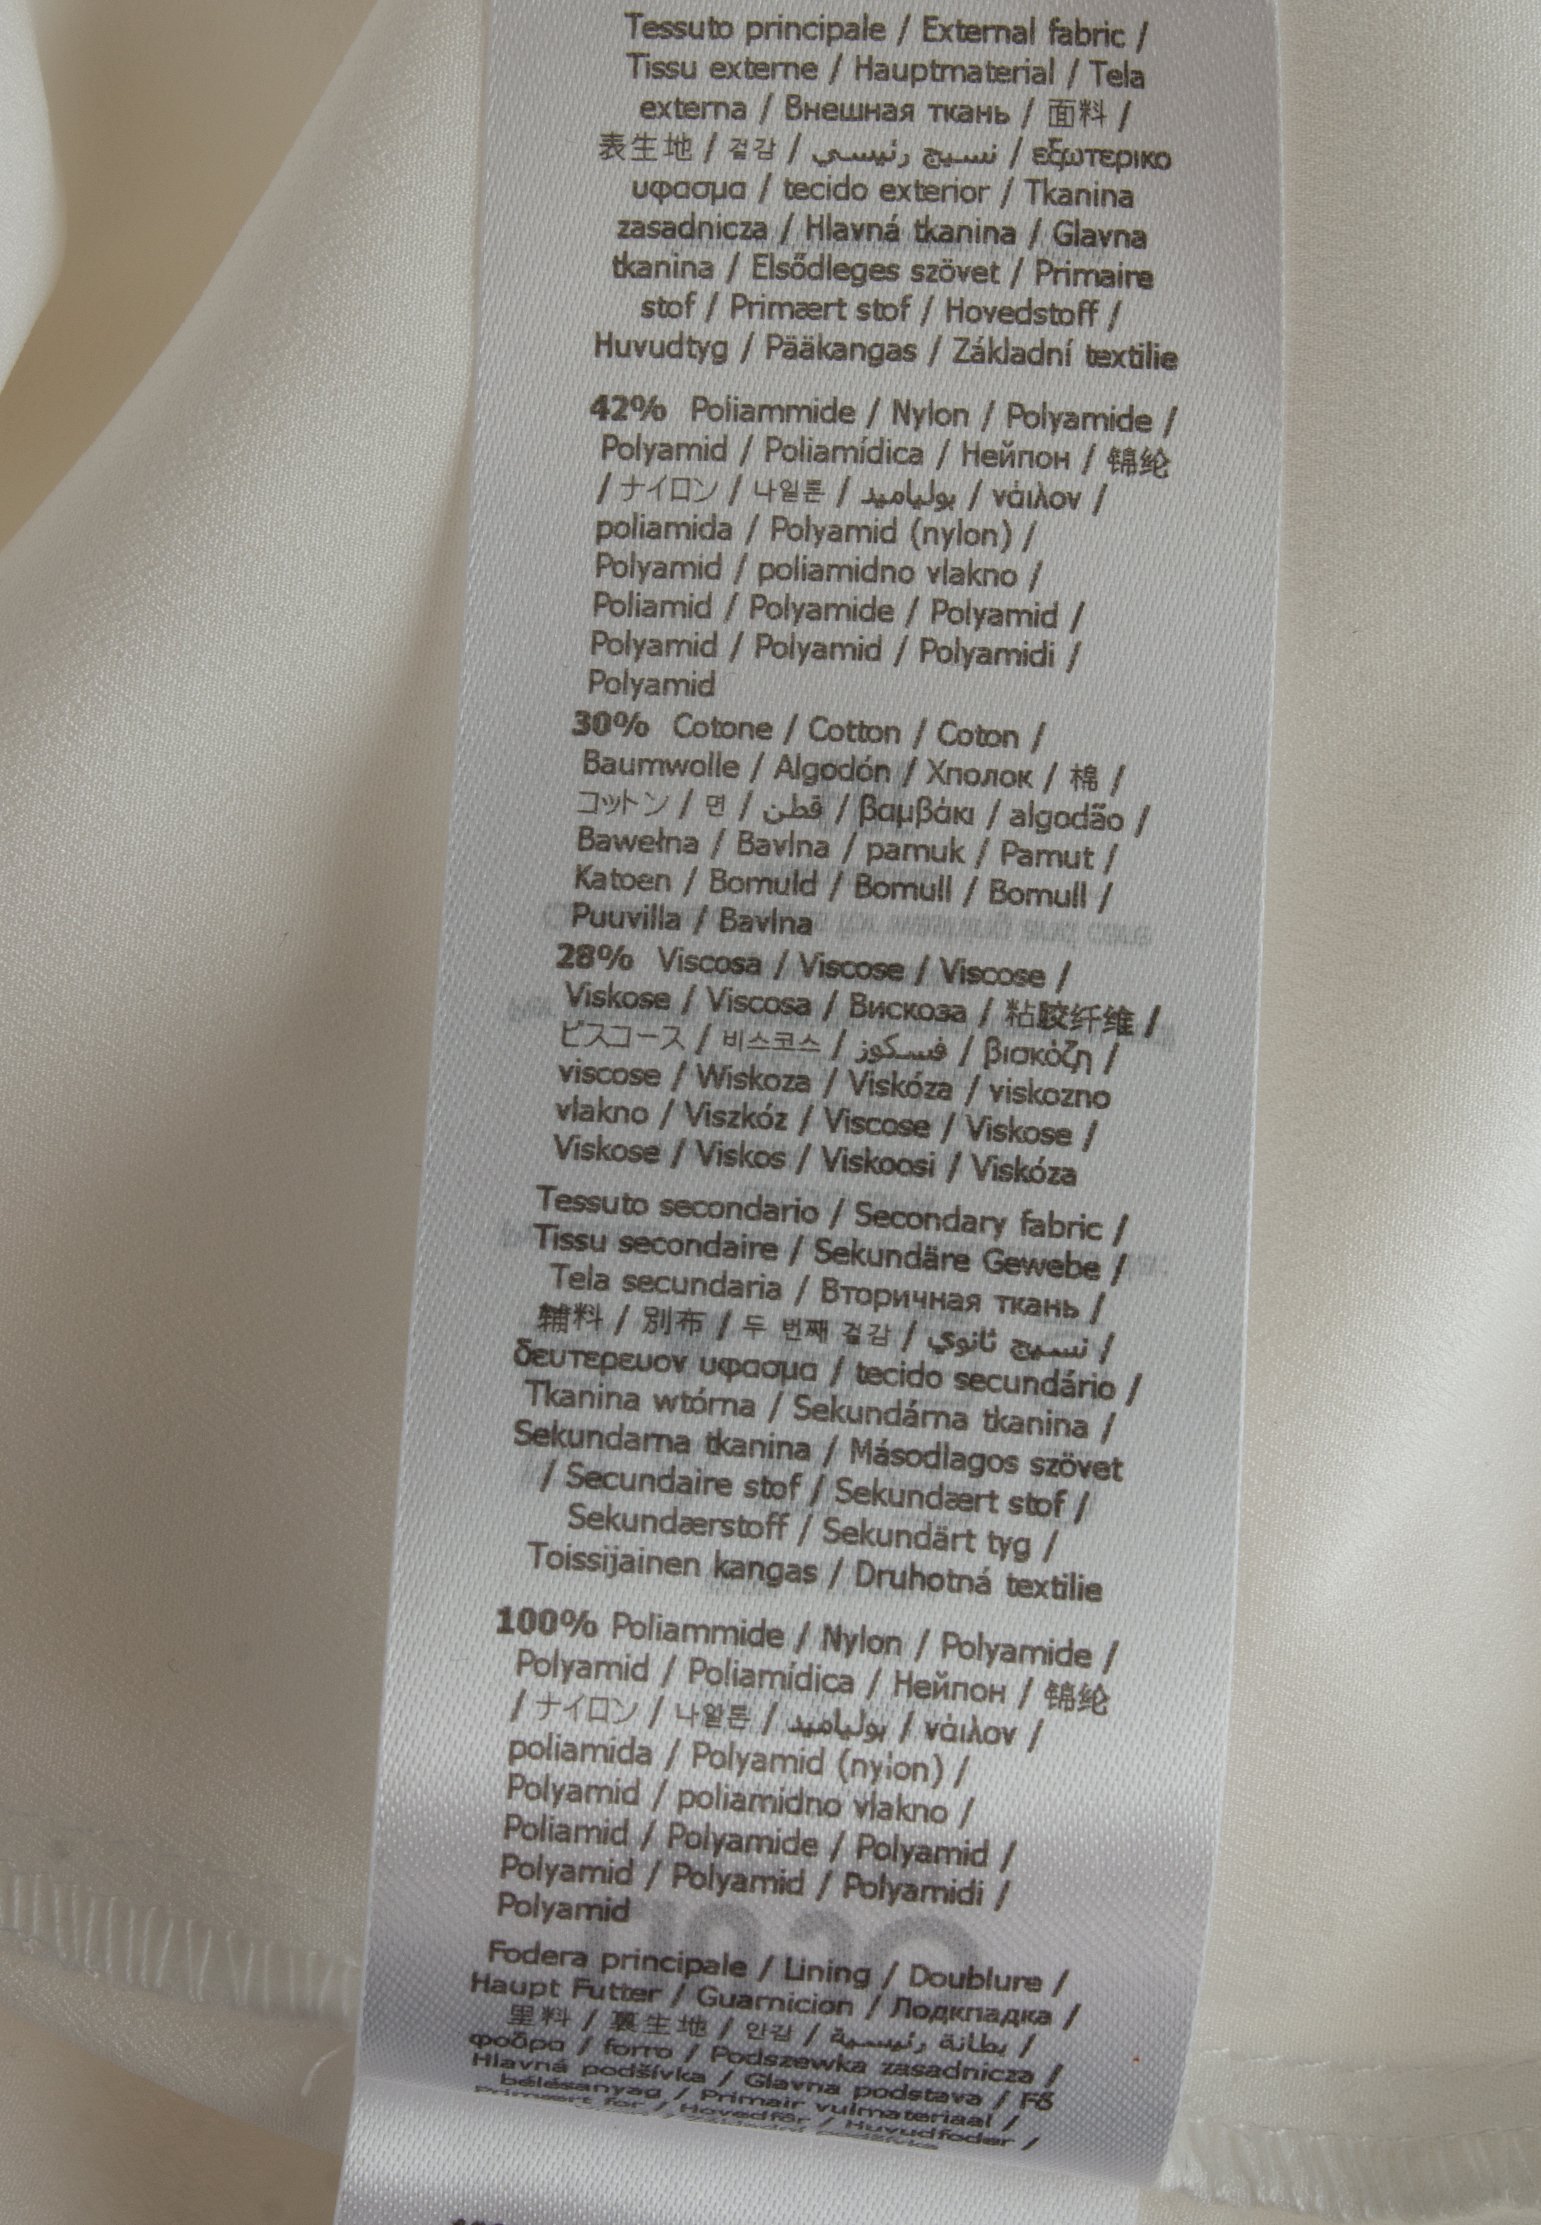 Tessuto principale / External fabric /
Tissu externe / Hauptmaterial / Tela
externa / Внешная ткань / 面料 /
表生地 / 겉감 / نسيج رئيسي / εξωτερικο
υφασμα / tecido exterior / Tkanina
zasadnicza / Hlavná tkanina / Glavna
tkanina / Elsődleges szövet / Primaire
stof / Primært stof / Hovedstoff /
Huvudtyg / Pääkangas / Základní textilie
42% Poliammide / Nylon / Polyamide /
Polyamid / Poliamídica / Нейпон / 锦纶
/ ナイロン / 나일론 / بولياميد / νάιλον /
poliamida / Polyamid (nylon) /
Polyamid / poliamidno vlakno /
Poliamid / Polyamide / Polyamid /
Polyamid / Polyamid / Polyamidi /
Polyamid
30% Cotone / Cotton / Coton /
Baumwolle / Algodón / Хполок / 棉 /
コットン / 면 / قطن / βαμβάκι / algodão /
Bawełna / Bavlna / pamuk / Pamut /
Katoen / Bomuld / Bomull / Bomull /
Puuvilla / Bavlna
28% Viscosa / Viscose / Viscose /
Viskose / Viscosa / Вискоза / 粘胶纤维 /
ビスコース / 비스코스 / فسكوز / βισκόζη /
viscose / Wiskoza / Viskóza / viskozno
vlakno / Viszkóz / Viscose / Viskose /
Viskose / Viskos / Viskoosi / Viskóza
Tessuto secondario / Secondary fabric /
Tissu secondaire / Sekundäre Gewebe /
Tela secundaria / Вторичная ткань /
輔料 / 別布 / 두 번째 겉감 / نسيج ثانوي /
δευτερευον υφασμα / tecido secundário /
Tkanina wtórna / Sekundárna tkanina /
Sekundarna tkanina / Másodlagos szövet
/ Secundaire stof / Sekundært stof /
Sekundærstoff / Sekundärt tyg /
Toissijainen kangas / Druhotná textilie
100% Poliammide / Nylon / Polyamide /
Polyamid / Poliamídica / Нейпон / 锦纶
/ ナイロン / 나일론 / بولياميد / νάιλον /
poliamida / Polyamid (nylon) /
Polyamid / poliamidno vlakno /
Poliamid / Polyamide / Polyamid /
Polyamid / Polyamid / Polyamidi /
Polyamid
Fodera principale / Lining / Doublure /
Haupt Futter / Guarnicion / Лодкпадка /
里料 / 裏生地 / 안감 / بطانة رئيسية /
φοδρα / forro / Podszewka zasadnicza /
Hlavná podšívka / Glavna podstava / Fő
bélésanyag / Primair vulmateriaal /
Primært for / Hovedfôr / Huvudfoder /